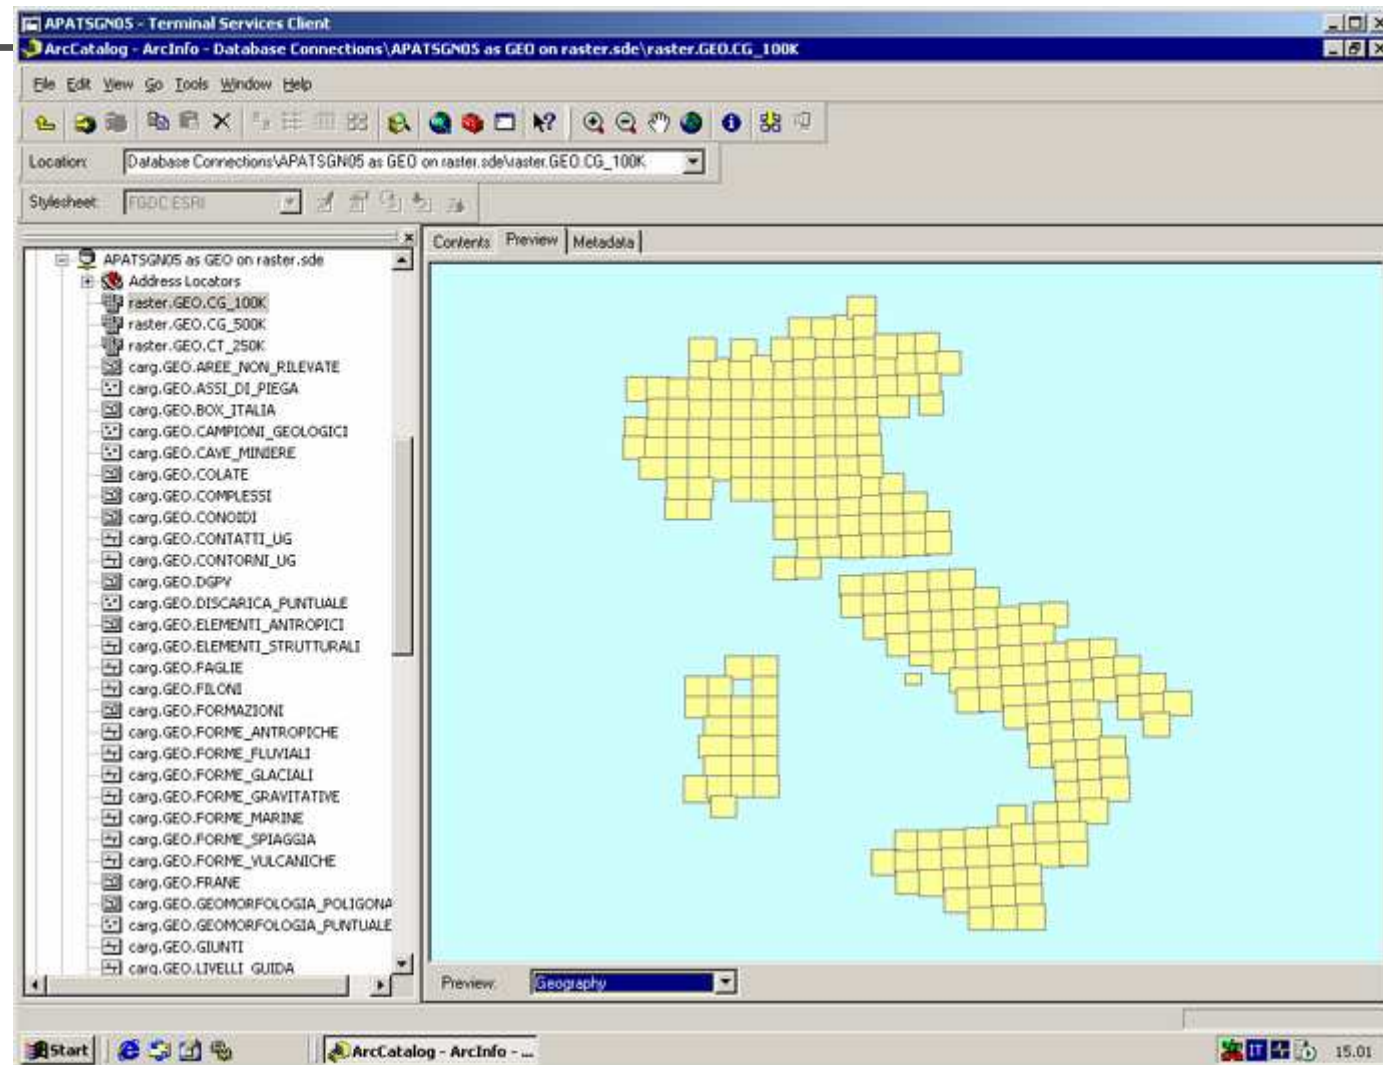 APATSGN05 - Terminal Services Client
ArcCatalog - ArcInfo - Database Connections\APATSGN05 as GEO on raster.sde\raster.GEO.CG_100K
File Edit View Go Tools Window Help
Location: Database Connections\APATSGN05 as GEO on raster.sde\raster.GEO.CG_100K
Stylesheet: FGDC ESRI
Contents Preview Metadata
APATSGN05 as GEO on raster.sde
Address Locators
raster.GEO.CG_100K
raster.GEO.CG_500K
raster.GEO.CT_250K
carg.GEO.AREE_NON_RILEVATE
carg.GEO.ASSI_DI_PIEGA
carg.GEO.BOX_ITALIA
carg.GEO.CAMPIONI_GEOLOGICI
carg.GEO.CAVE_MINIERE
carg.GEO.COLATE
carg.GEO.COMPLESSI
carg.GEO.CONOIDI
carg.GEO.CONTATTI_UG
carg.GEO.CONTORNI_UG
carg.GEO.DGPV
carg.GEO.DISCARICA_PUNTUALE
carg.GEO.ELEMENTI_ANTROPICI
carg.GEO.ELEMENTI_STRUTTURALI
carg.GEO.FAGLIE
carg.GEO.FILONI
carg.GEO.FORMAZIONI
carg.GEO.FORME_ANTROPICHE
carg.GEO.FORME_FLUVIALI
carg.GEO.FORME_GLACIALI
carg.GEO.FORME_GRAVITATIVE
carg.GEO.FORME_MARINE
carg.GEO.FORME_SPIAGGIA
carg.GEO.FORME_VULCANICHE
carg.GEO.FRANE
carg.GEO.GEOMORFOLOGIA_POLIGONA
carg.GEO.GEOMORFOLOGIA_PUNTUALE
carg.GEO.GIUNTI
carg.GEO.LIVELLI_GUIDA
Preview: Geography
Start ArcCatalog - ArcInfo - ... IT 15.01